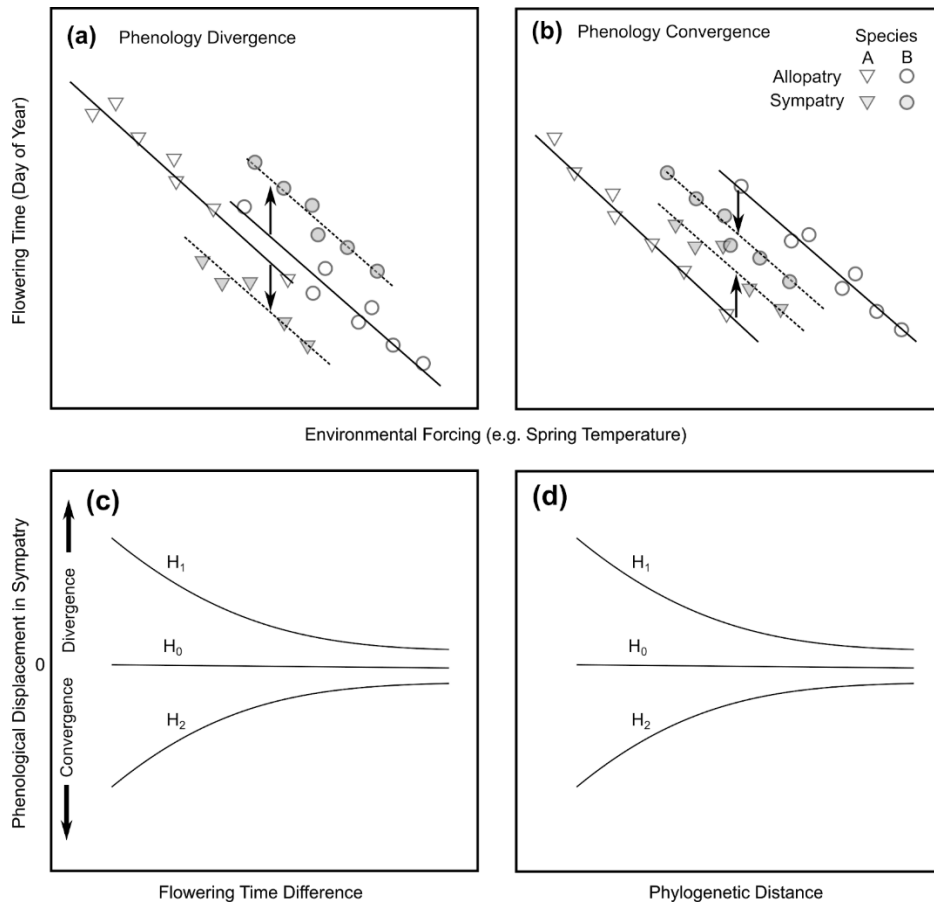 (a) Phenology Divergence
(b) Phenology Convergence
Species
A B
Allopatry
Sympatry
Flowering Time (Day of Year)
Environmental Forcing (e.g. Spring Temperature)
(c)
(d)
Phenological Displacement in Sympatry
Divergence
0
Convergence
H₁
H₀
H₂
H₁
H₀
H₂
Flowering Time Difference
Phylogenetic Distance